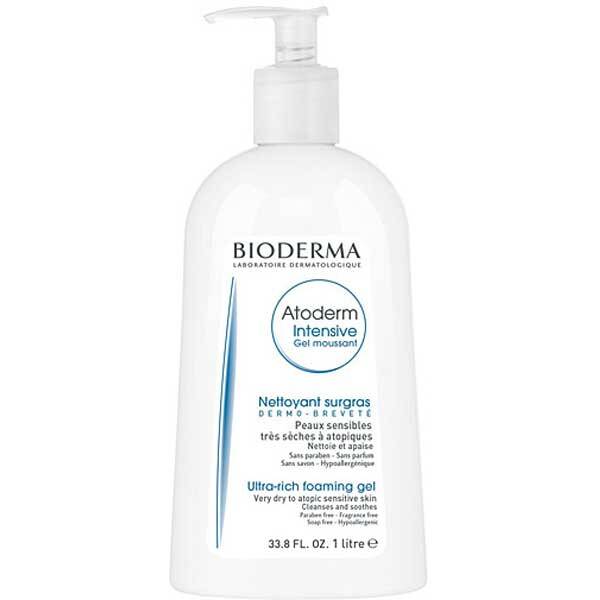 BIODERMA
LABORATOIRE DERMATOLOGIQUE
Atoderm
Intensive
Gel moussant
Nettoyant surgras
DERMO-BREVETÉ
Peaux sensibles
très sèches à atopiques
Nettoie et apaise
Sans paraben - Sans parfum
Sans savon - Hypoallergénique
Ultra-rich foaming gel
Very dry to atopic sensitive skin
Cleanses and soothes
Paraben free - Fragrance free
Soap free - Hypoallergenic
33.8 FL. OZ. 1 litre ℮